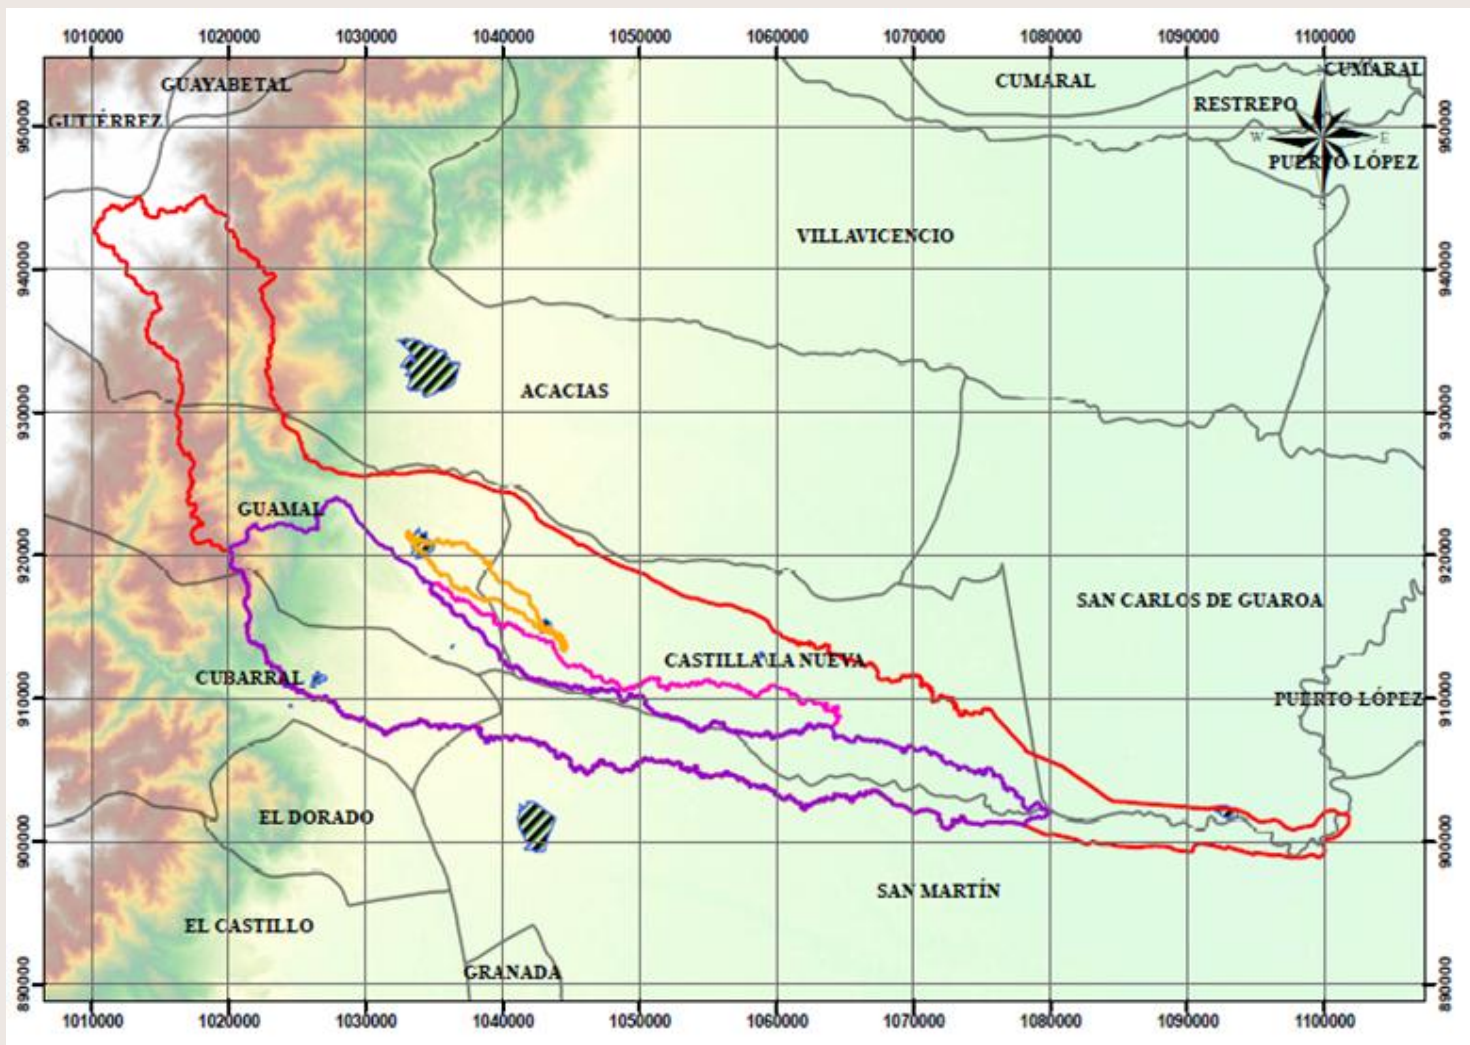 1010000 1020000 1030000 1040000 1050000 1060000 1070000 1080000 1090000 1100000
GUAYABETAL CUMARAL CUMARAL
RESTREPO
GUTIÉRREZ
950000 950000
W E
PUERTO LÓPEZ
S
VILLAVICENCIO
940000 940000
ACACIAS
930000 930000
GUAMAL
920000 920000
SAN CARLOS DE GUAROA
CASTILLA LA NUEVA
CUBARRAL
910000 PUERTO LÓPEZ 910000
EL DORADO
900000 900000
SAN MARTÍN
EL CASTILLO
GRANADA
890000 890000
1010000 1020000 1030000 1040000 1050000 1060000 1070000 1080000 1090000 1100000